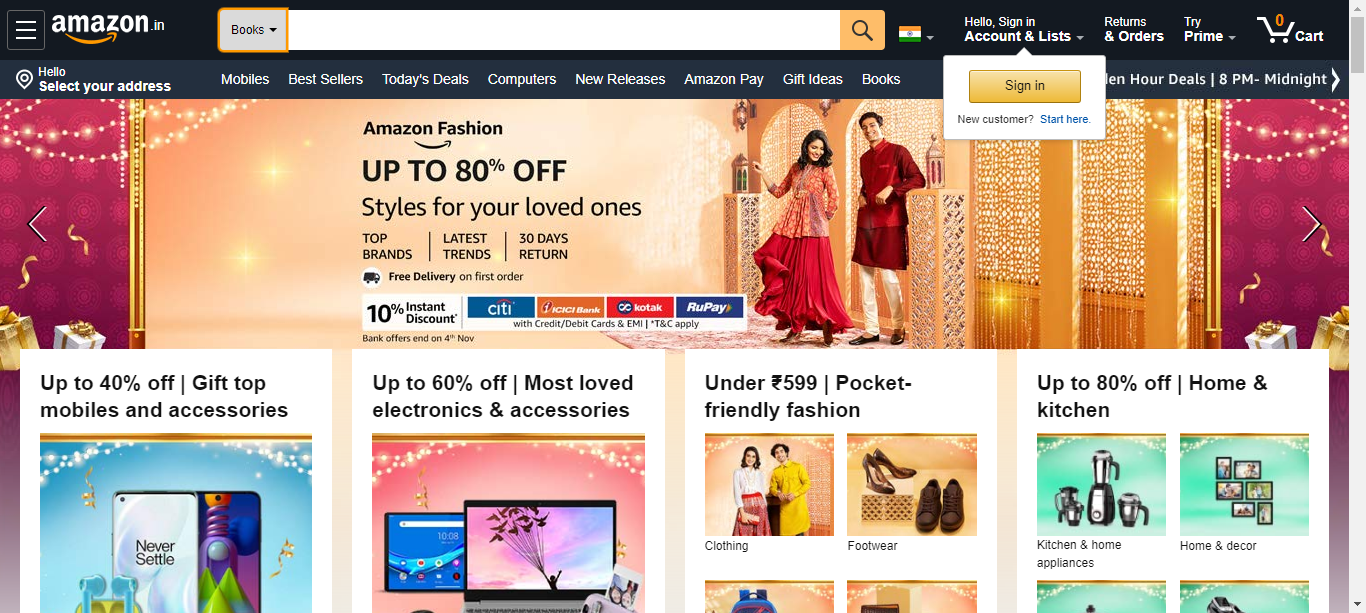 amazon.in
Books
Hello, Sign in
Account & Lists
Returns
& Orders
Try
Prime
0
Cart
Hello
Select your address
Mobiles
Best Sellers
Today's Deals
Computers
New Releases
Amazon Pay
Gift Ideas
Books
Hour Deals | 8 PM- Midnight
Sign in
New customer? Start here.
Amazon Fashion
UP TO 80% OFF
Styles for your loved ones
TOP
BRANDS
LATEST
TRENDS
30 DAYS
RETURN
Free Delivery on first order
10% Instant
Discount*
citi
ICICI Bank
kotak
RuPay
with Credit/Debit Cards & EMI | *T&C apply
Bank offers end on 4th Nov
Up to 40% off | Gift top
mobiles and accessories
Up to 60% off | Most loved
electronics & accessories
Under ₹599 | Pocket-
friendly fashion
Up to 80% off | Home &
kitchen
Never
Settle
10:08
Clothing
Footwear
Kitchen & home
appliances
Home & decor